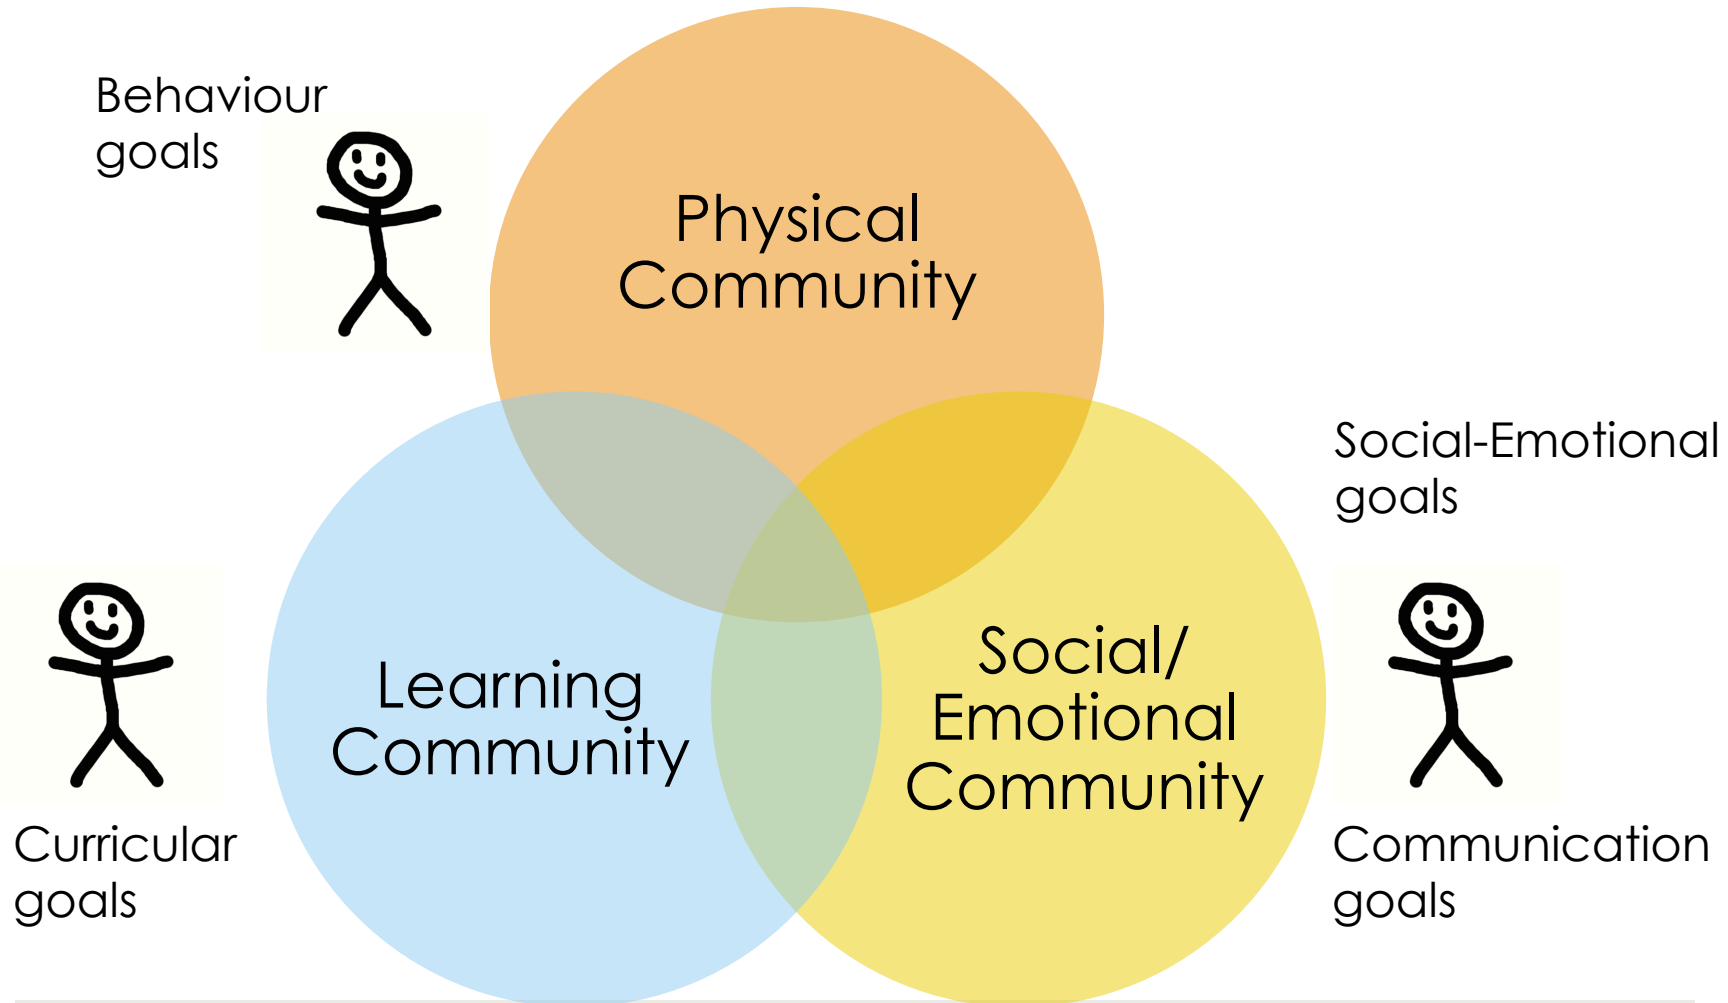 Behaviour
goals
Physical
Community
Social-Emotional
goals
Learning
Community
Social/
Emotional
Community
Curricular
goals
Communication
goals